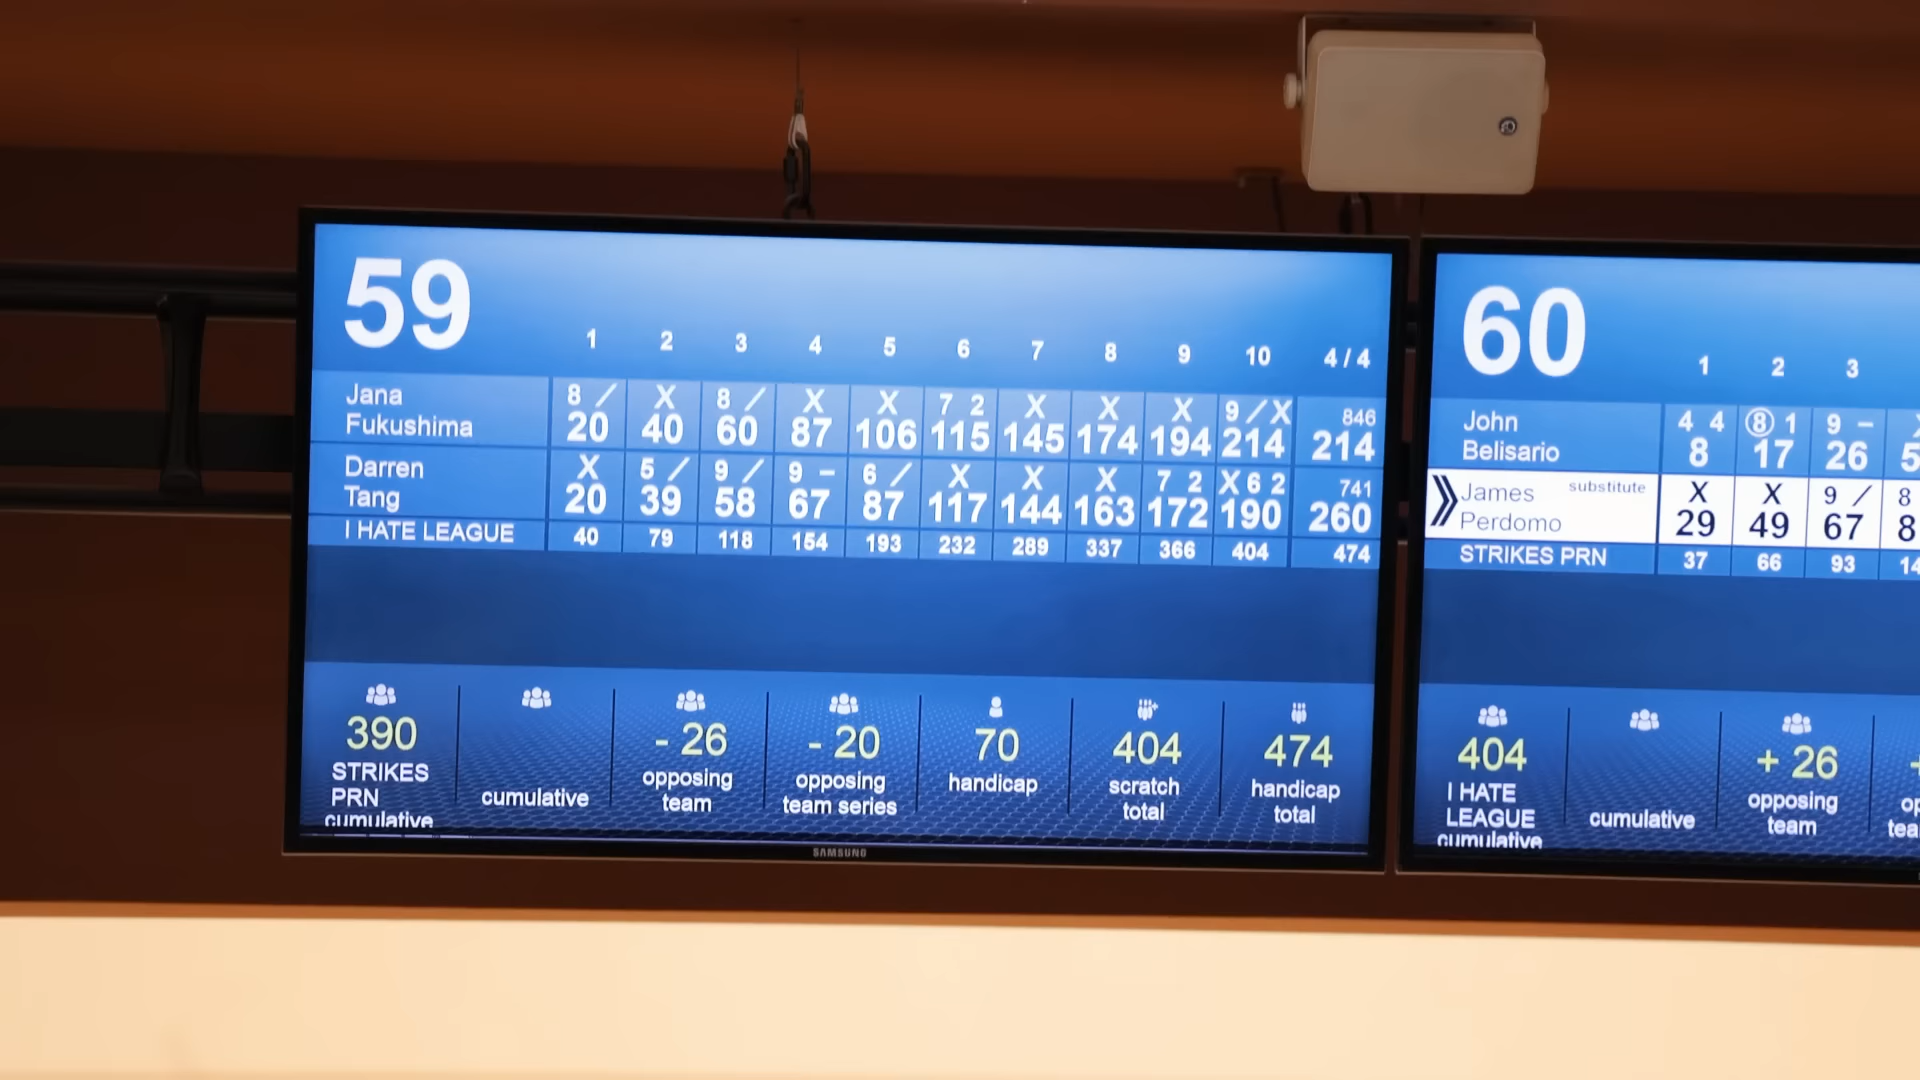 59
1 2 3 4 5 6 7 8 9 10 4 / 4
Jana
Fukushima
8 / X 8 / X X 7 2 X X X 9 / X 846
20 40 60 87 106 115 145 174 194 214 214
Darren
Tang
X 5 / 9 / 9 – 6 / X X X 7 2 X 6 2 741
20 39 58 67 87 117 144 163 172 190 260
I HATE LEAGUE 40 79 118 154 193 232 289 337 366 404 474
390
STRIKES
PRN
cumulative
cumulative
- 26
opposing
team
- 20
opposing
team series
70
handicap
404
scratch
total
474
handicap
total
SAMSUNG
60
1 2 3
John
Belisario
4 4 8 1 9 –
8 17 26 5
James substitute
Perdomo
X X 9 / 8
29 49 67 8
STRIKES PRN 37 66 93 14
404
I HATE
LEAGUE
cumulative
cumulative
+ 26
opposing
team
+
op
tea